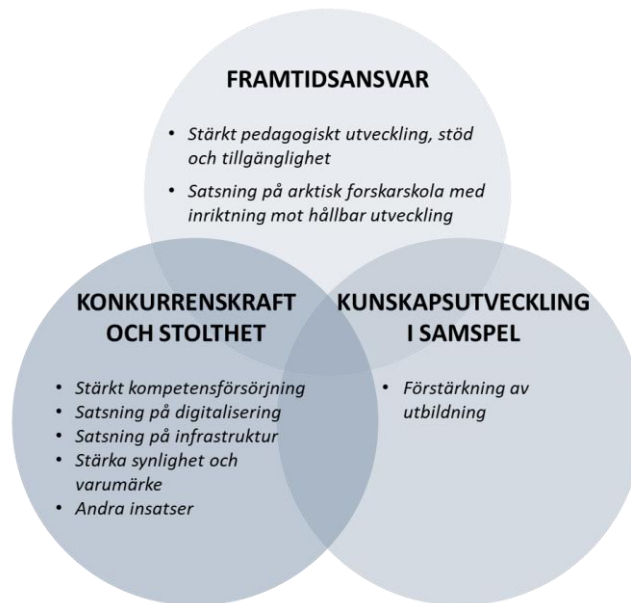 FRAMTIDSANSVAR
• Stärkt pedagogiskt utveckling, stöd
och tillgänglighet
• Satsning på arktisk forskarskola med
inriktning mot hållbar utveckling
KONKURRENSKRAFT
OCH STOLTHET
• Stärkt kompetensförsörjning
• Satsning på digitalisering
• Satsning på infrastruktur
• Stärka synlighet och
varumärke
• Andra insatser
KUNSKAPSUTVECKLING
I SAMSPEL
• Förstärkning av
utbildning